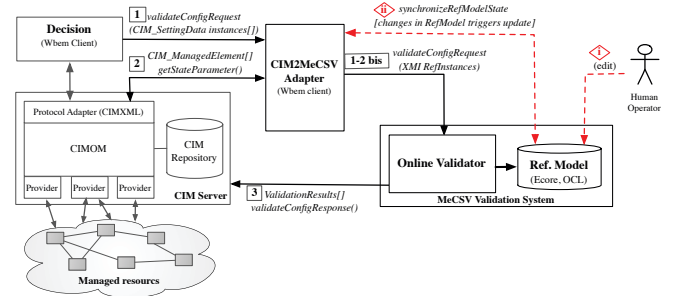 1 validateConfigRequest
(CIM_SettingData instances[])
ii synchronizeRefModelState
[changes in RefModel triggers update]
Decision
(Wbem Client)
2 CIM_ManagedElement[]
getStateParameter()
CIM2MeCSV
Adapter
(Wbem client)
1-2 bis
validateConfigRequest
(XMI RefInstances)
i
(edit)
Human
Operator
Protocol Adapter (CIMXML)
CIMOM
CIM
Repository
Provider
Provider
Provider
CIM Server
Online Validator
Ref. Model
(Ecore, OCL)
MeCSV Validation System
3 ValidationResults[]
validateConfigResponse()
Managed resourcs